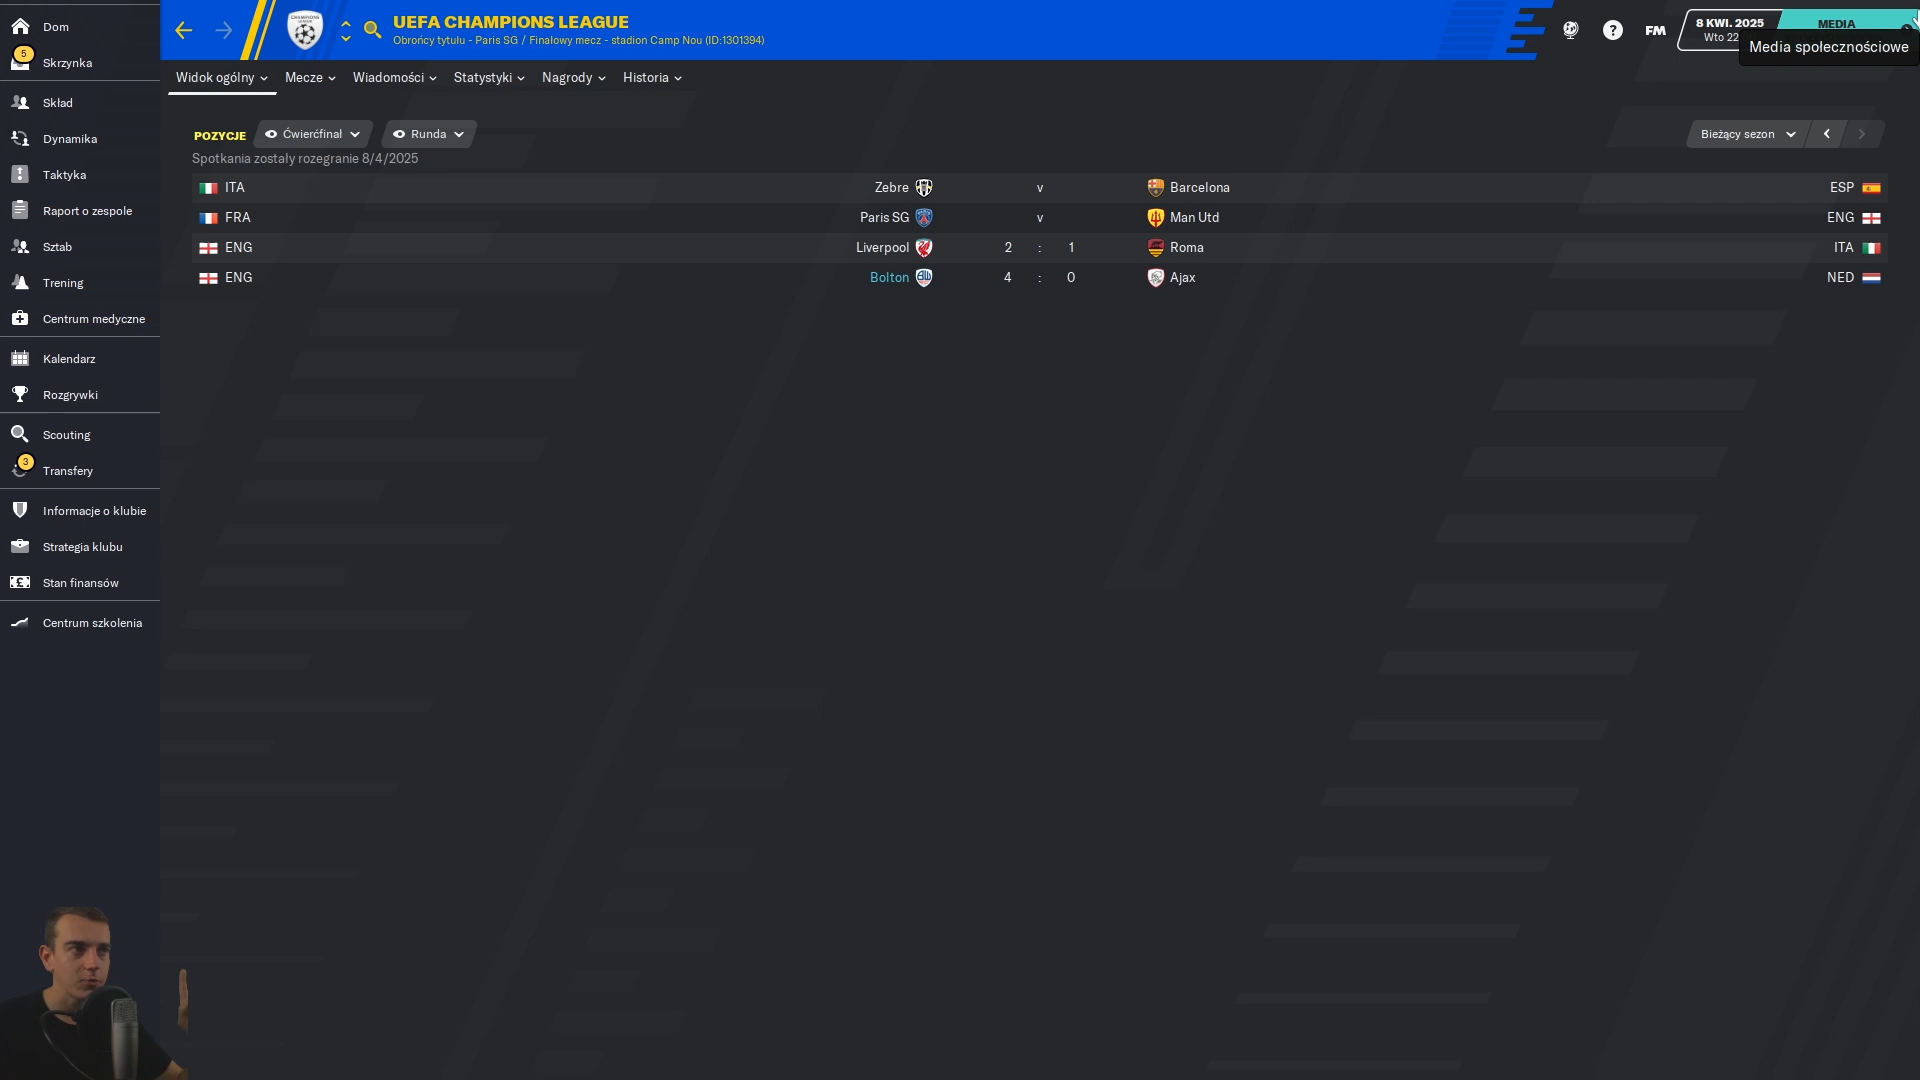 Dom
5
Skrzynka
Skład
Dynamika
Taktyka
Raport o zespole
Sztab
Trening
Centrum medyczne
Kalendarz
Rozgrywki
Scouting
3
Transfery
Informacje o klubie
Strategia klubu
Stan finansów
Centrum szkolenia
CHAMPIONS LEAGUE
UEFA CHAMPIONS LEAGUE
Obrońcy tytułu - Paris SG / Finałowy mecz - stadion Camp Nou (ID:1301394)
FM
8 KWI. 2025
Wto 22
MEDIA
Media społecznościowe
Widok ogólny
Mecze
Wiadomości
Statystyki
Nagrody
Historia
POZYCJE
Ćwierćfinał
Runda
Bieżący sezon
Spotkania zostały rozegranie 8/4/2025
ITA Zebre v Barcelona ESP
FRA Paris SG v Man Utd ENG
ENG Liverpool 2 : 1 Roma ITA
ENG Bolton 4 : 0 Ajax NED